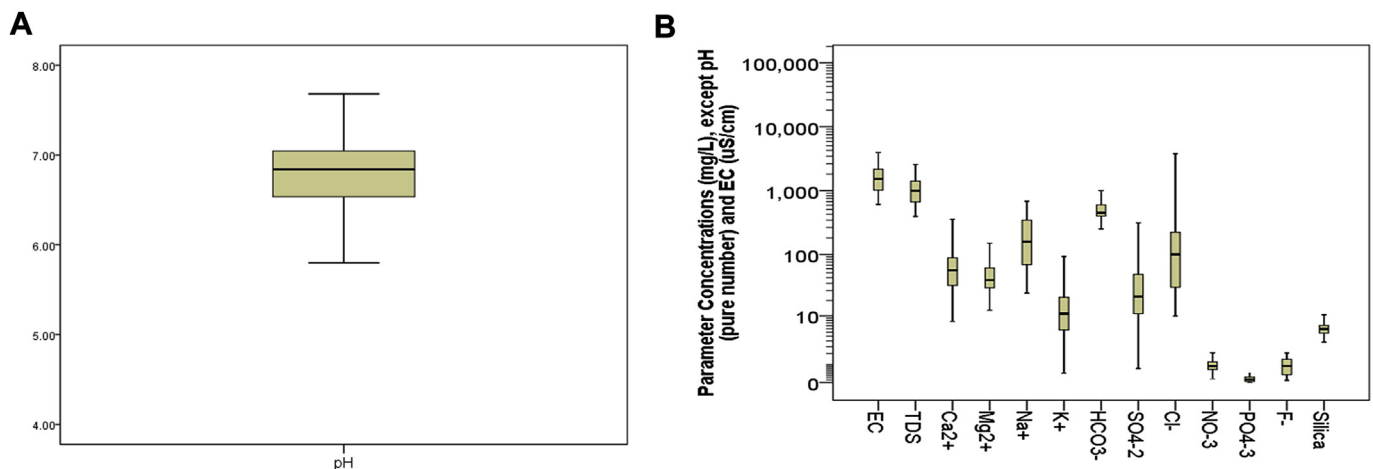 A
8.00
7.00
6.00
5.00
4.00
pH
B
Parameter Concentrations (mg/L), except pH
(pure number) and EC (uS/cm)
100,000
10,000
1,000
100
10
0
EC
TDS
Ca2+
Mg2+
Na+
K+
HCO3-
SO4-2
Cl-
NO-3
PO4-3
F-
Silica